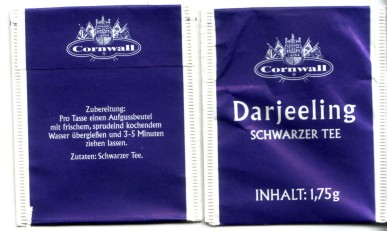 Cornwall
Zubereitung:
Pro Tasse einen Aufgussbeutel
mit frischem, sprudelnd kochendem
Wasser übergießen und 3-5 Minuten
ziehen lassen.
Zutaten: Schwarzer Tee.
Cornwall
Darjeeling
SCHWARZER TEE
INHALT: 1,75g